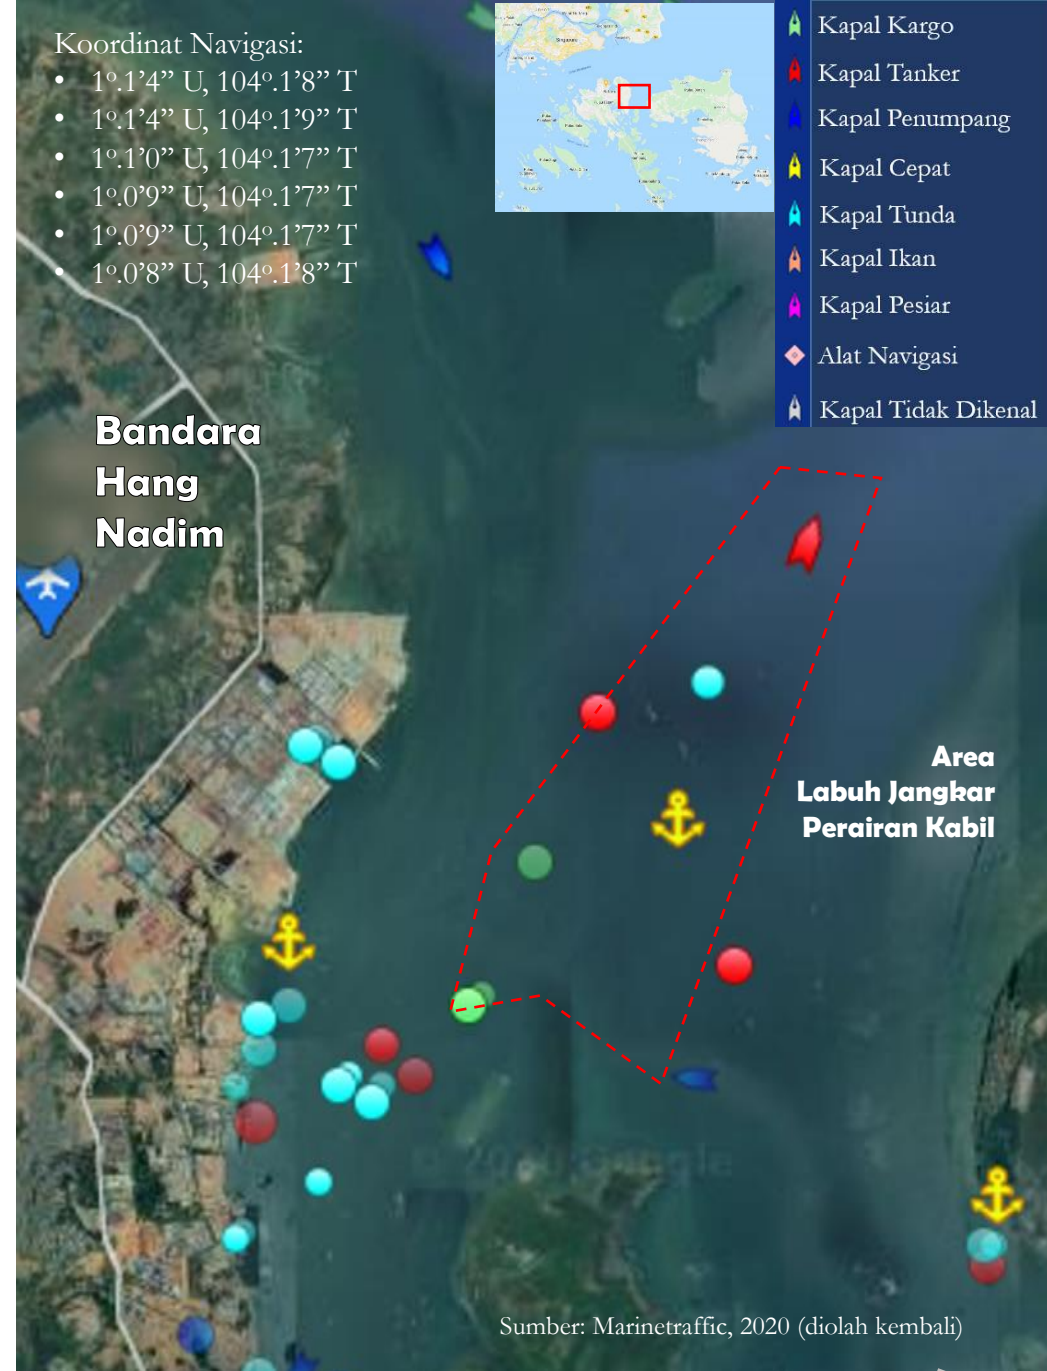 Koordinat Navigasi:
• 1º.1'4” U, 104º.1'8” T
• 1º.1'4” U, 104º.1'9” T
• 1º.1'0” U, 104º.1'7” T
• 1º.0'9” U, 104º.1'7” T
• 1º.0'9” U, 104º.1'7” T
• 1º.0'8” U, 104º.1'8” T
Kapal Kargo
Kapal Tanker
Kapal Penumpang
Kapal Cepat
Kapal Tunda
Kapal Ikan
Kapal Pesiar
Alat Navigasi
Kapal Tidak Dikenal
Bandara
Hang
Nadim
Area
Labuh Jangkar
Perairan Kabil
Sumber: Marinetraffic, 2020 (diolah kembali)